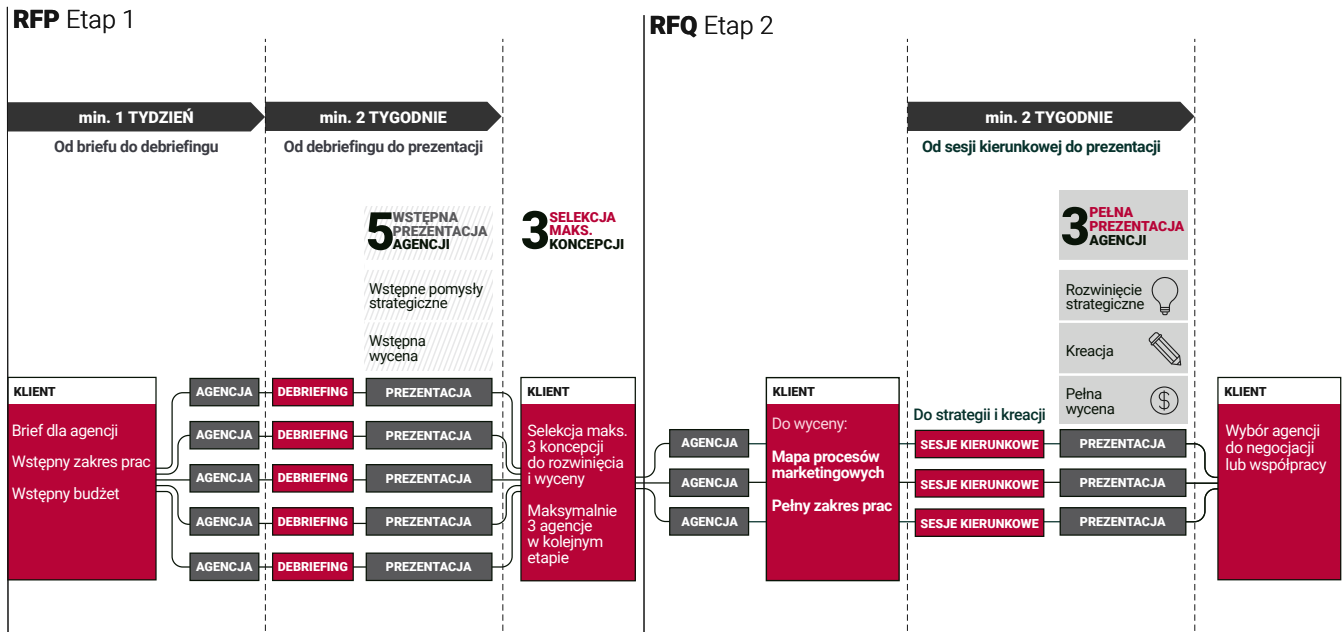 RFP Etap 1
min. 1 TYDZIEŃ
Od briefu do debriefingu
min. 2 TYGODNIE
Od debriefingu do prezentacji
5 WSTĘPNA
PREZENTACJA
AGENCJI
Wstępne pomysły
strategiczne
Wstępna
wycena
3 SELEKCJA
MAKS.
KONCEPCJI
KLIENT
Brief dla agencji
Wstępny zakres prac
Wstępny budżet
AGENCJA DEBRIEFING PREZENTACJA
AGENCJA DEBRIEFING PREZENTACJA
AGENCJA DEBRIEFING PREZENTACJA
AGENCJA DEBRIEFING PREZENTACJA
AGENCJA DEBRIEFING PREZENTACJA
KLIENT
Selekcja maks.
3 koncepcji
do rozwinięcia
i wyceny
Maksymalnie
3 agencje
w kolejnym
etapie
RFQ Etap 2
min. 2 TYGODNIE
Od sesji kierunkowej do prezentacji
3 PEŁNA
PREZENTACJA
AGENCJI
Rozwinięcie
strategiczne
Kreacja
Pełna
wycena
$
AGENCJA
AGENCJA
AGENCJA
KLIENT
Do wyceny:
Mapa procesów
marketingowych
Pełny zakres prac
Do strategii i kreacji
SESJE KIERUNKOWE PREZENTACJA
SESJE KIERUNKOWE PREZENTACJA
SESJE KIERUNKOWE PREZENTACJA
KLIENT
Wybór agencji
do negocjacji
lub współpracy